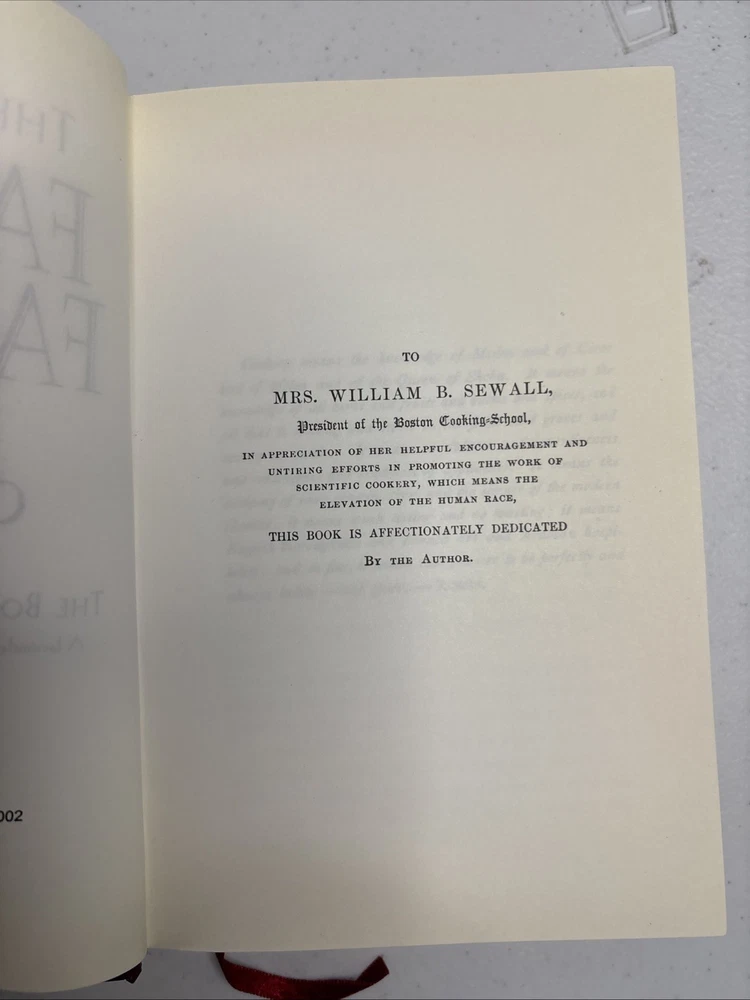 002
TO
MRS. WILLIAM B. SEWALL,
President of the Boston Cooking-School,
IN APPRECIATION OF HER HELPFUL ENCOURAGEMENT AND
UNTIRING EFFORTS IN PROMOTING THE WORK OF
SCIENTIFIC COOKERY, WHICH MEANS THE
ELEVATION OF THE HUMAN RACE,
THIS BOOK IS AFFECTIONATELY DEDICATED
BY THE AUTHOR.